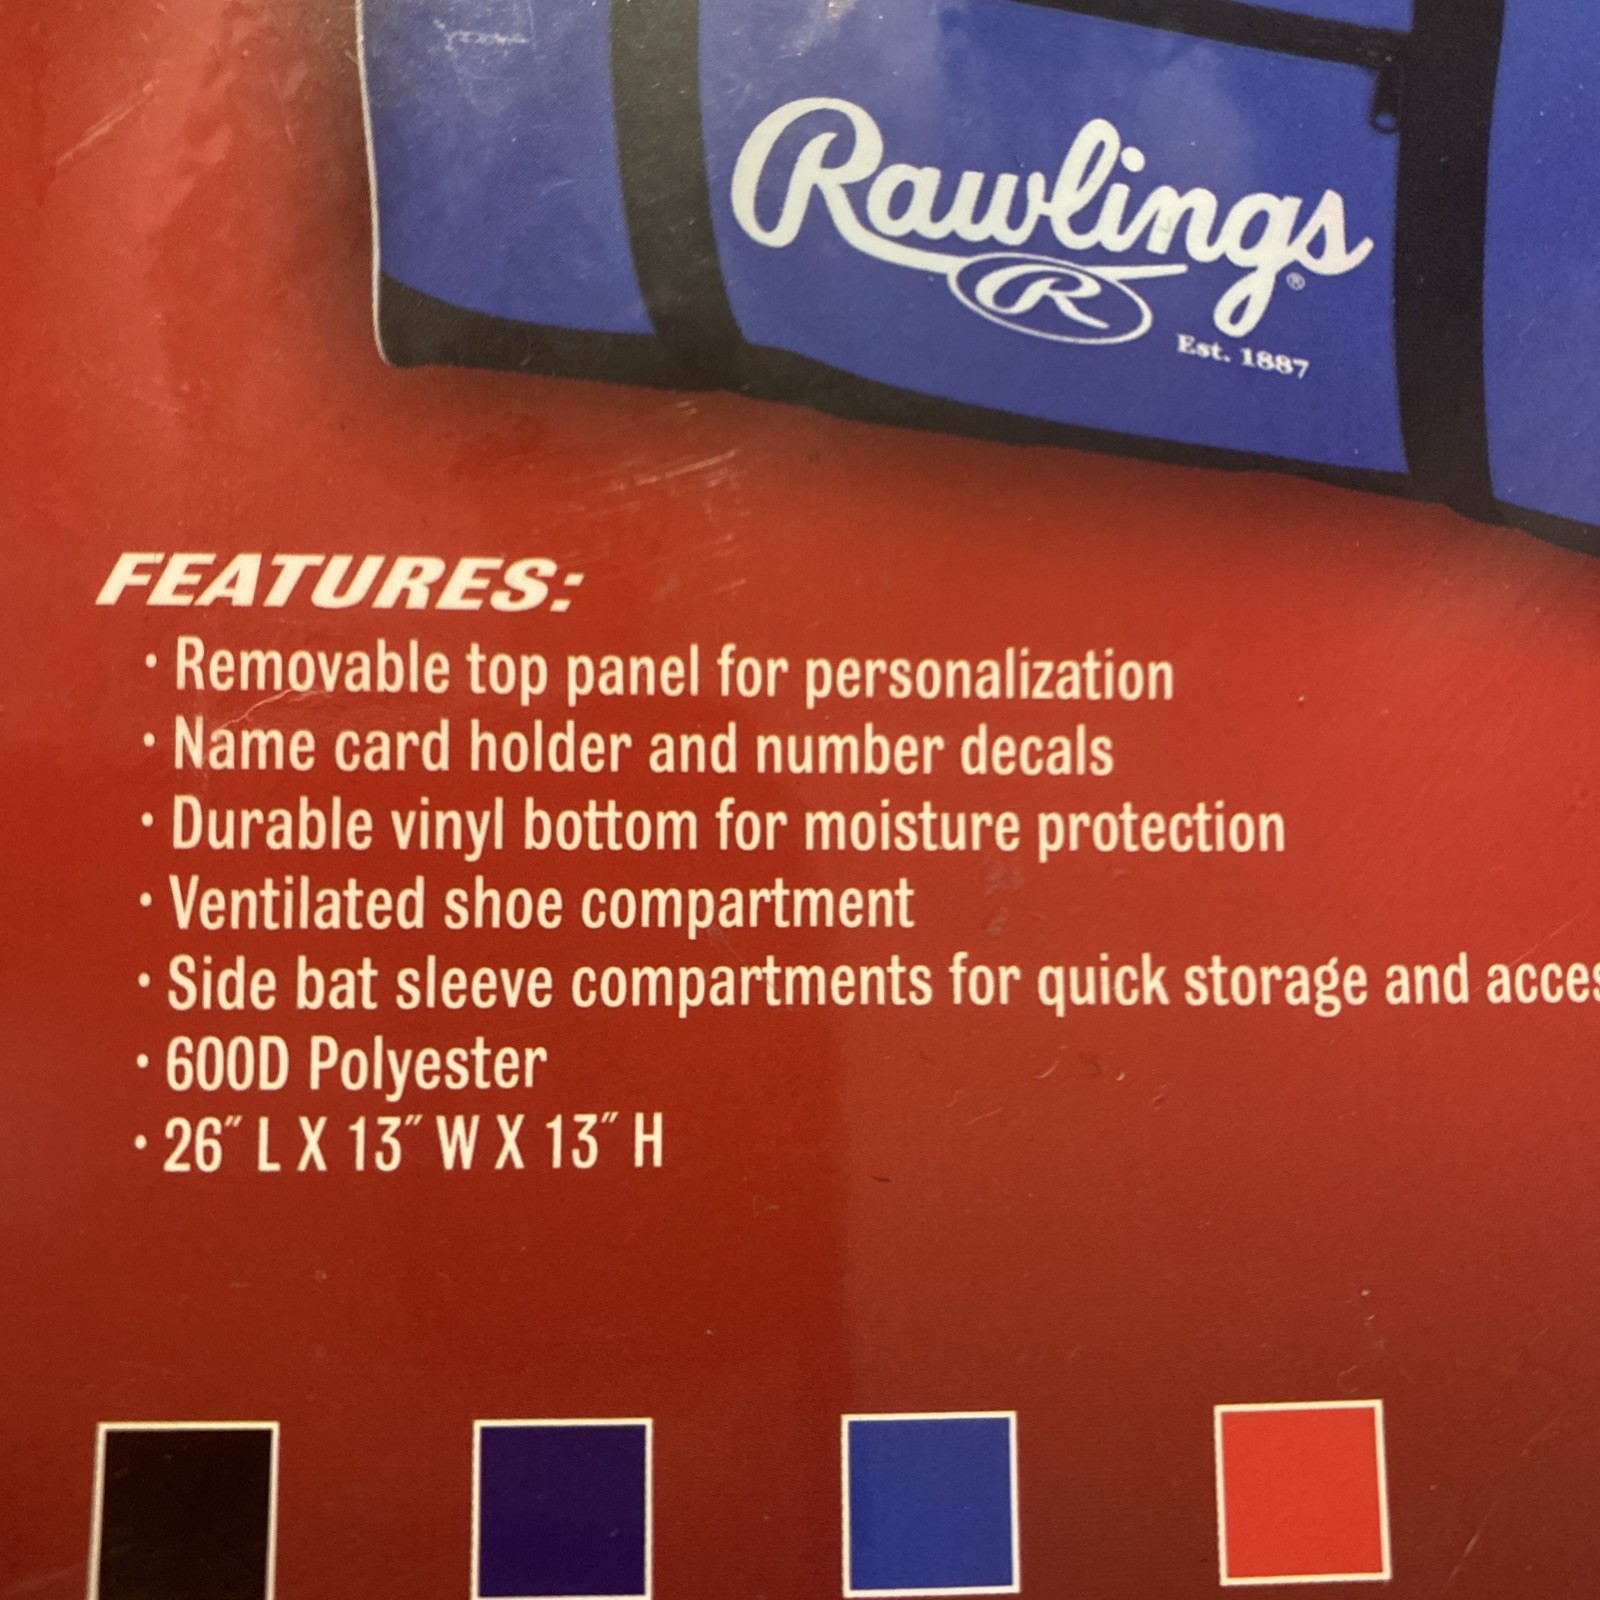 Rawlings
R
®
Est. 1887
FEATURES:
· Removable top panel for personalization
· Name card holder and number decals
· Durable vinyl bottom for moisture protection
· Ventilated shoe compartment
· Side bat sleeve compartments for quick storage and acces
· 600D Polyester
· 26″ L X 13″ W X 13″ H